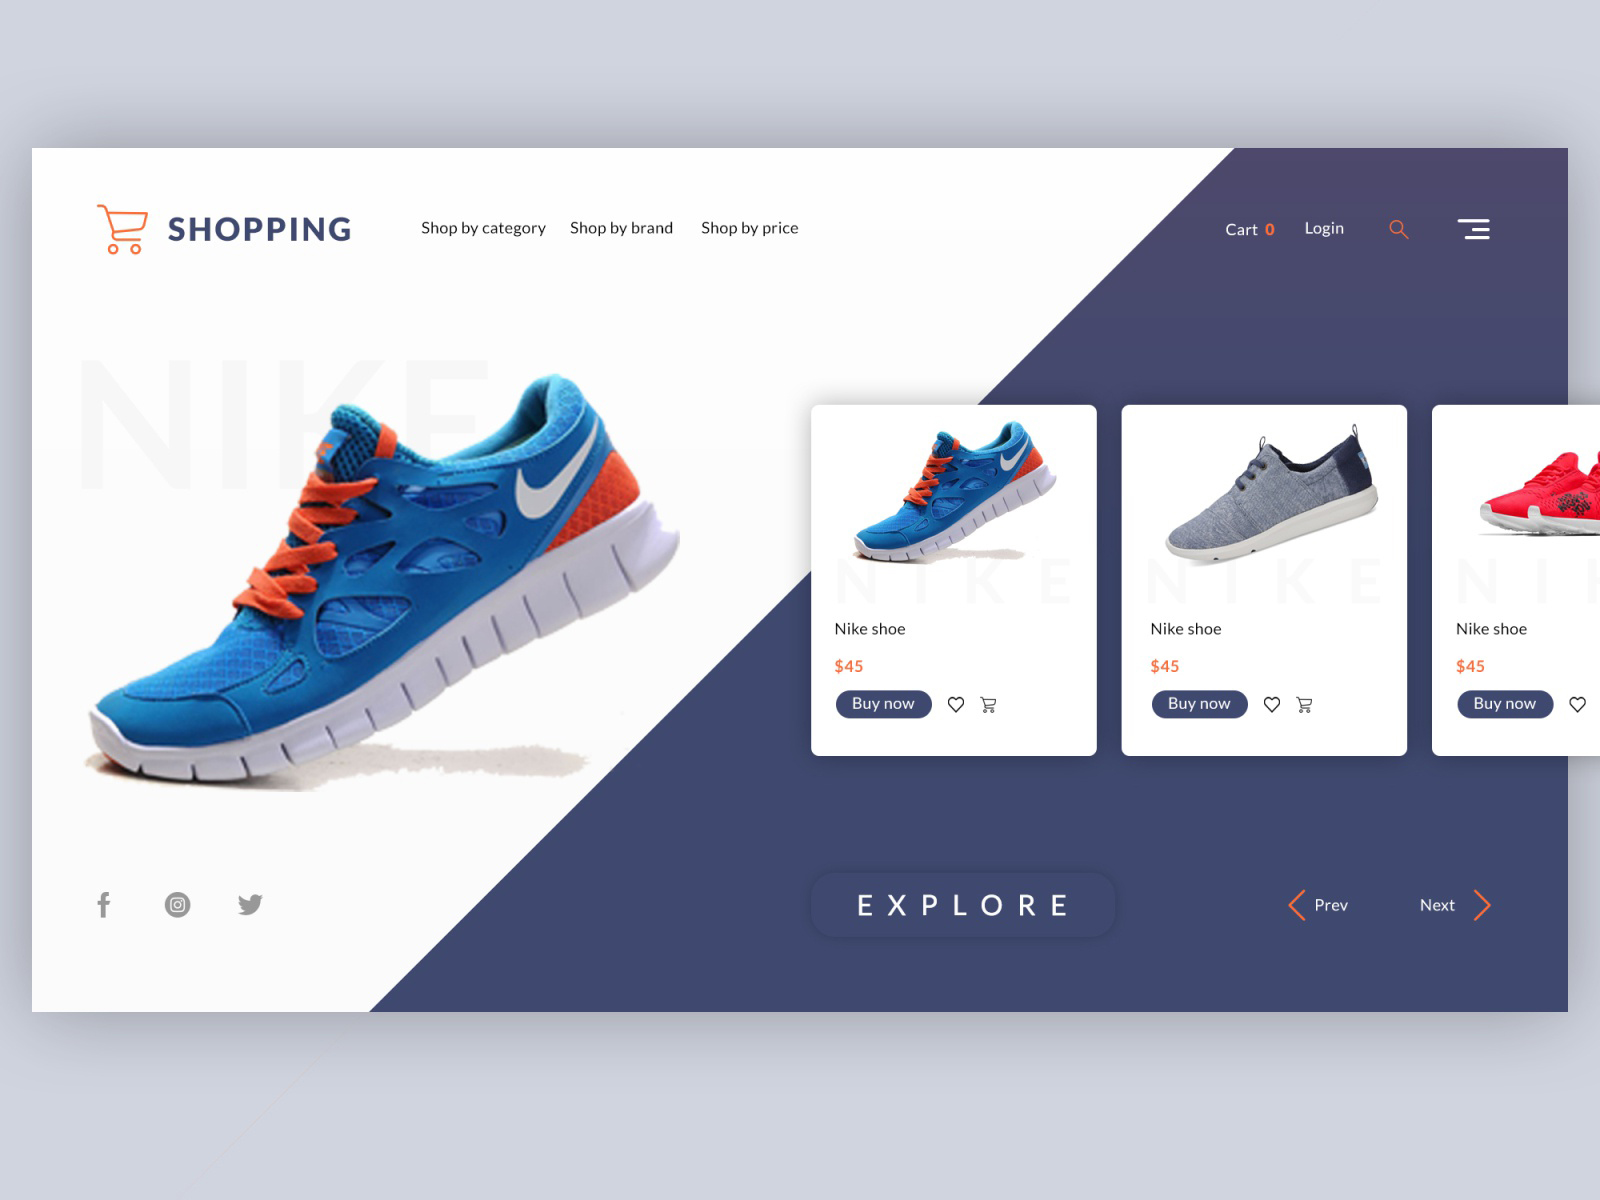 SHOPPING
Shop by category
Shop by brand
Shop by price
Cart 0
Login
NIKE
NIKE
Nike shoe
$45
Buy now
NIKE
Nike shoe
$45
Buy now
NIK
Nike shoe
$45
Buy now
EXPLORE
Prev
Next